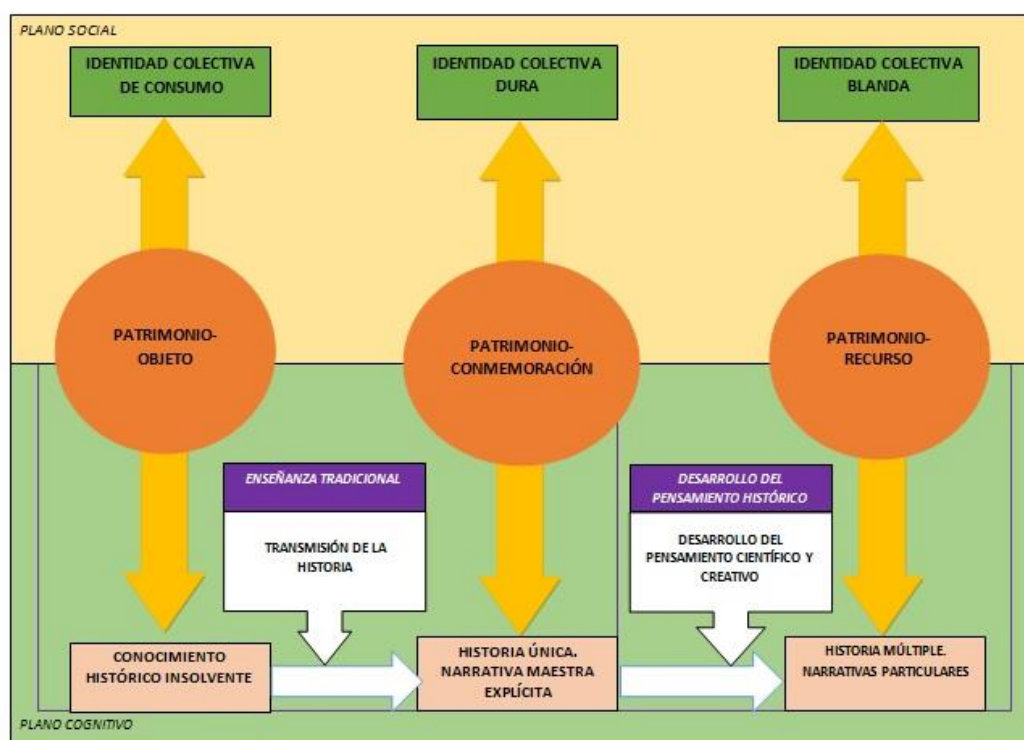 PLANO SOCIAL
IDENTIDAD COLECTIVA
DE CONSUMO
IDENTIDAD COLECTIVA
DURA
IDENTIDAD COLECTIVA
BLANDA
PATRIMONIO-
OBJETO
PATRIMONIO-
CONMEMORACIÓN
PATRIMONIO-
RECURSO
ENSEÑANZA TRADICIONAL
TRANSMISIÓN DE LA
HISTORIA
DESARROLLO DEL
PENSAMIENTO HISTÓRICO
DESARROLLO DEL
PENSAMIENTO CIENTÍFICO Y
CREATIVO
CONOCIMIENTO
HISTÓRICO INSOLVENTE
HISTORIA ÚNICA.
NARRATIVA MAESTRA
EXPLÍCITA
HISTORIA MÚLTIPLE.
NARRATIVAS PARTICULARES
PLANO COGNITIVO